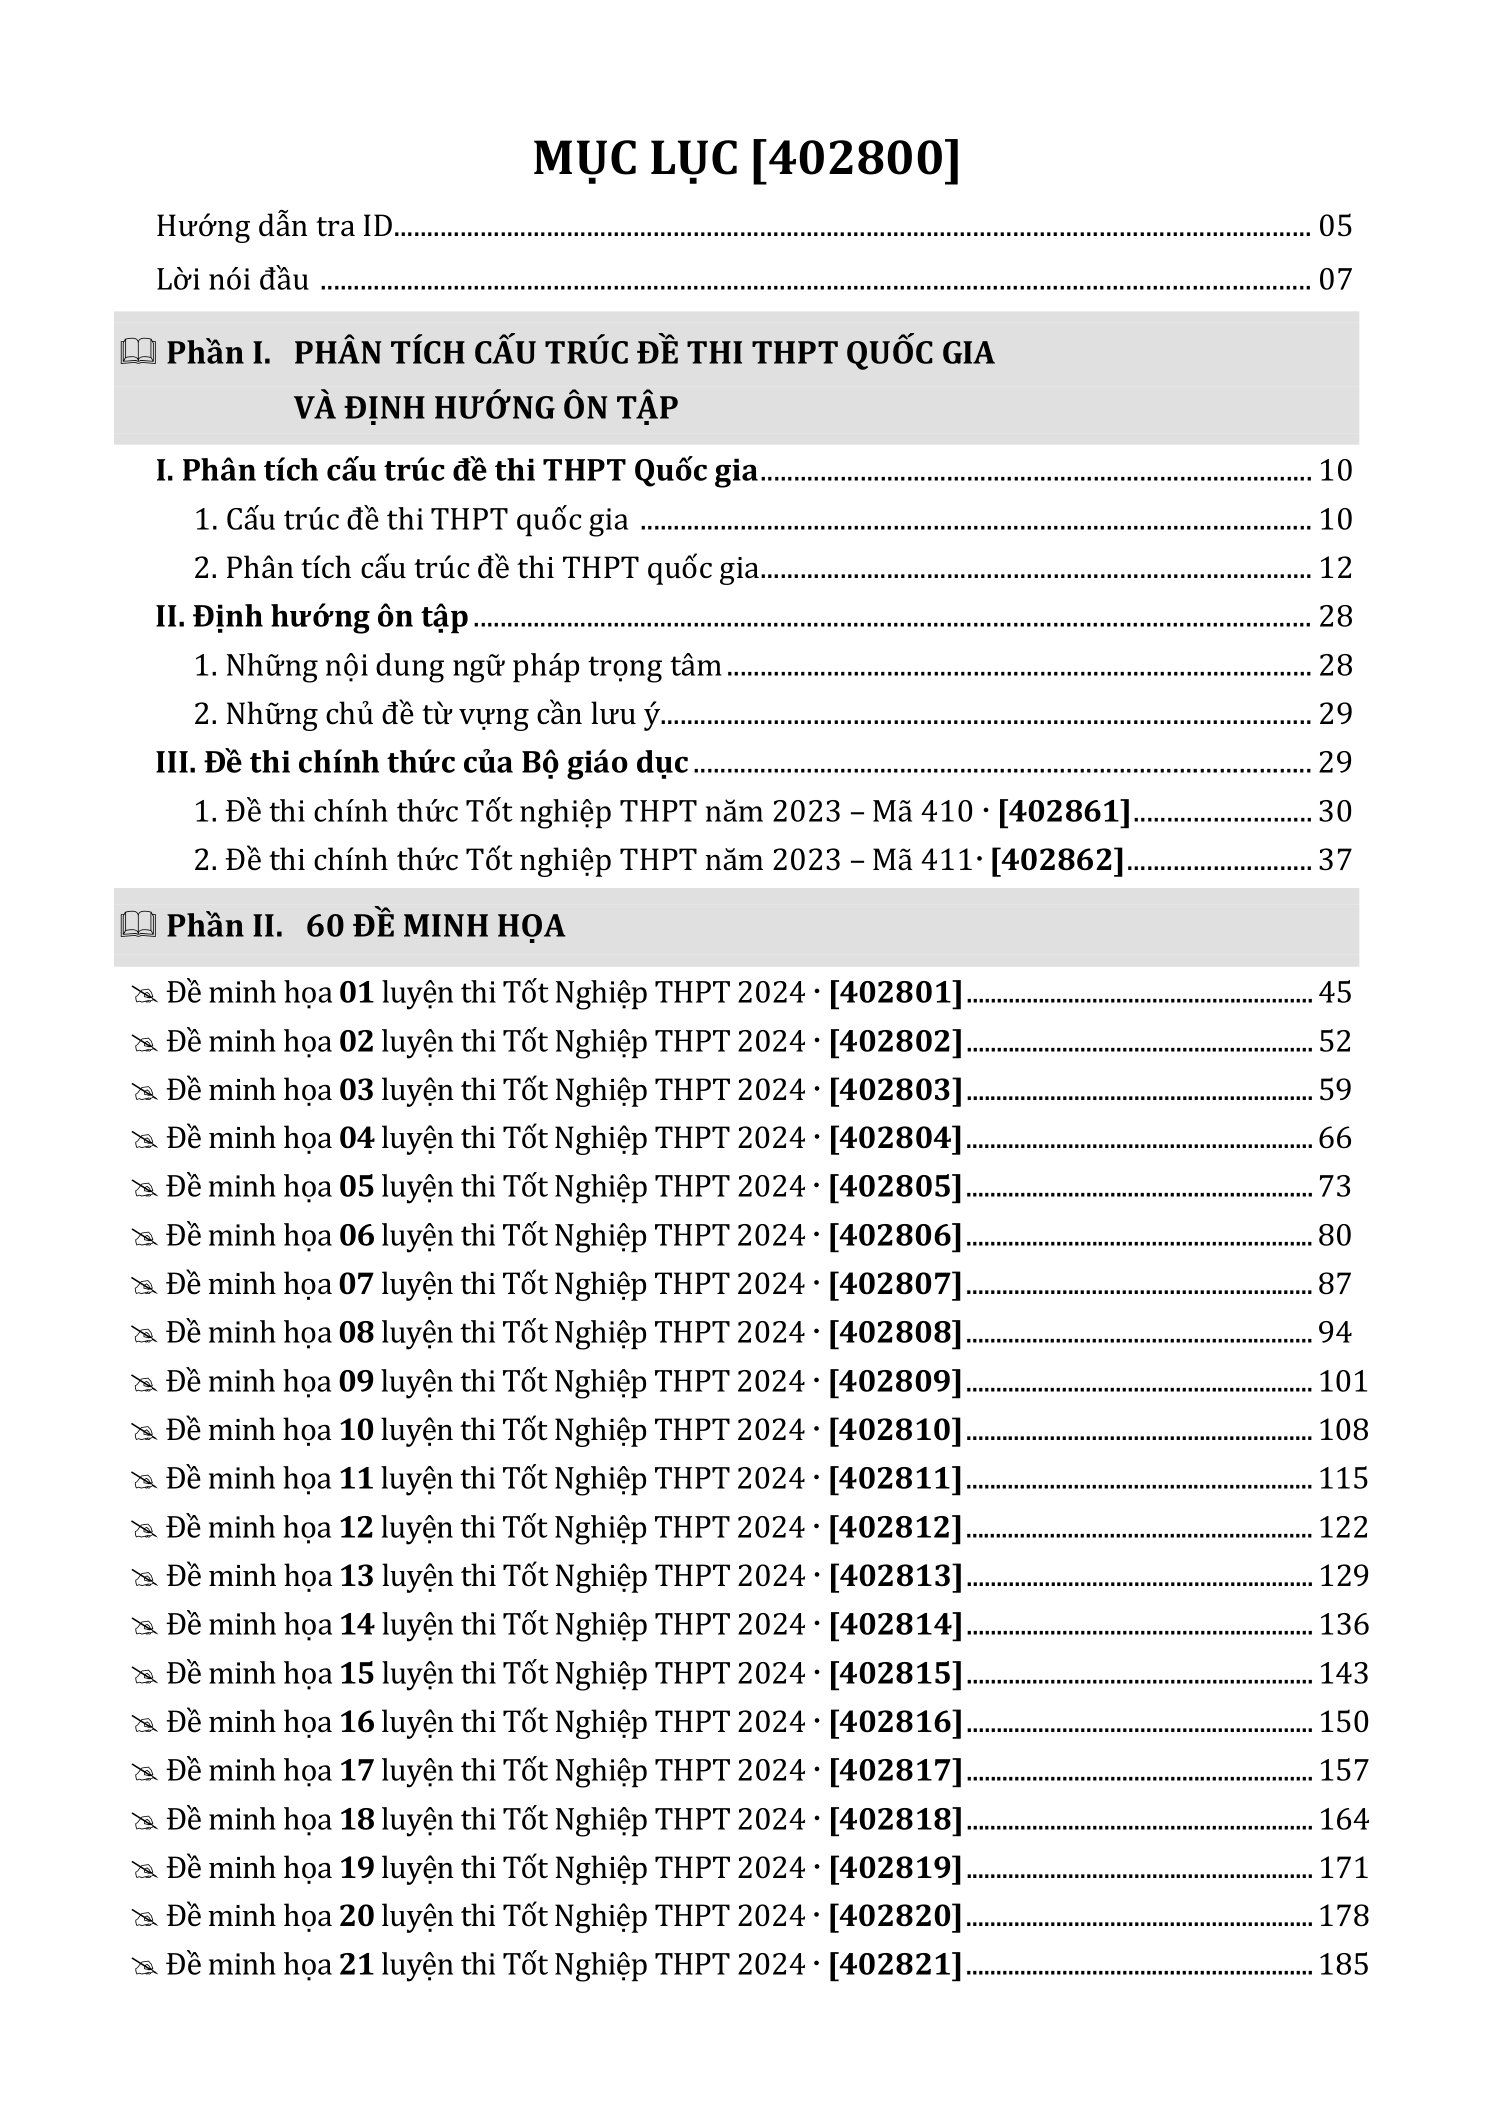 MỤC LỤC [402800]
Hướng dẫn tra ID........................................ 05
Lời nói đầu ........................................ 07
Phần I. PHÂN TÍCH CẤU TRÚC ĐỀ THI THPT QUỐC GIA
VÀ ĐỊNH HƯỚNG ÔN TẬP
I. Phân tích cấu trúc đề thi THPT Quốc gia........................................ 10
1. Cấu trúc đề thi THPT quốc gia ........................................ 10
2. Phân tích cấu trúc đề thi THPT quốc gia........................................ 12
II. Định hướng ôn tập ........................................ 28
1. Những nội dung ngữ pháp trọng tâm ........................................ 28
2. Những chủ đề từ vựng cần lưu ý........................................ 29
III. Đề thi chính thức của Bộ giáo dục ........................................ 29
1. Đề thi chính thức Tốt nghiệp THPT năm 2023 – Mã 410 · [402861]........................................ 30
2. Đề thi chính thức Tốt nghiệp THPT năm 2023 – Mã 411· [402862]........................................ 37
Phần II. 60 ĐỀ MINH HỌA
Đề minh họa 01 luyện thi Tốt Nghiệp THPT 2024 · [402801]........................................ 45
Đề minh họa 02 luyện thi Tốt Nghiệp THPT 2024 · [402802]........................................ 52
Đề minh họa 03 luyện thi Tốt Nghiệp THPT 2024 · [402803]........................................ 59
Đề minh họa 04 luyện thi Tốt Nghiệp THPT 2024 · [402804]........................................ 66
Đề minh họa 05 luyện thi Tốt Nghiệp THPT 2024 · [402805]........................................ 73
Đề minh họa 06 luyện thi Tốt Nghiệp THPT 2024 · [402806]........................................ 80
Đề minh họa 07 luyện thi Tốt Nghiệp THPT 2024 · [402807]........................................ 87
Đề minh họa 08 luyện thi Tốt Nghiệp THPT 2024 · [402808]........................................ 94
Đề minh họa 09 luyện thi Tốt Nghiệp THPT 2024 · [402809]........................................ 101
Đề minh họa 10 luyện thi Tốt Nghiệp THPT 2024 · [402810]........................................ 108
Đề minh họa 11 luyện thi Tốt Nghiệp THPT 2024 · [402811]........................................ 115
Đề minh họa 12 luyện thi Tốt Nghiệp THPT 2024 · [402812]........................................ 122
Đề minh họa 13 luyện thi Tốt Nghiệp THPT 2024 · [402813]........................................ 129
Đề minh họa 14 luyện thi Tốt Nghiệp THPT 2024 · [402814]........................................ 136
Đề minh họa 15 luyện thi Tốt Nghiệp THPT 2024 · [402815]........................................ 143
Đề minh họa 16 luyện thi Tốt Nghiệp THPT 2024 · [402816]........................................ 150
Đề minh họa 17 luyện thi Tốt Nghiệp THPT 2024 · [402817]........................................ 157
Đề minh họa 18 luyện thi Tốt Nghiệp THPT 2024 · [402818]........................................ 164
Đề minh họa 19 luyện thi Tốt Nghiệp THPT 2024 · [402819]........................................ 171
Đề minh họa 20 luyện thi Tốt Nghiệp THPT 2024 · [402820]........................................ 178
Đề minh họa 21 luyện thi Tốt Nghiệp THPT 2024 · [402821]........................................ 185